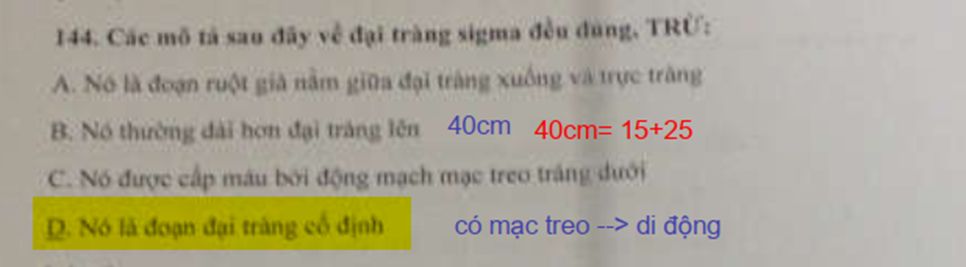 144. Các mô tả sau đây về đại tràng sigma đều đúng, TRỪ:
A. Nó là đoạn ruột già nằm giữa đại tràng xuống và trực tràng
B. Nó thường dài hơn đại tràng lên 40cm 40cm= 15+25
C. Nó được cấp máu bởi động mạch mạc treo tràng dưới
D. Nó là đoạn đại tràng cố định có mạc treo --> di động